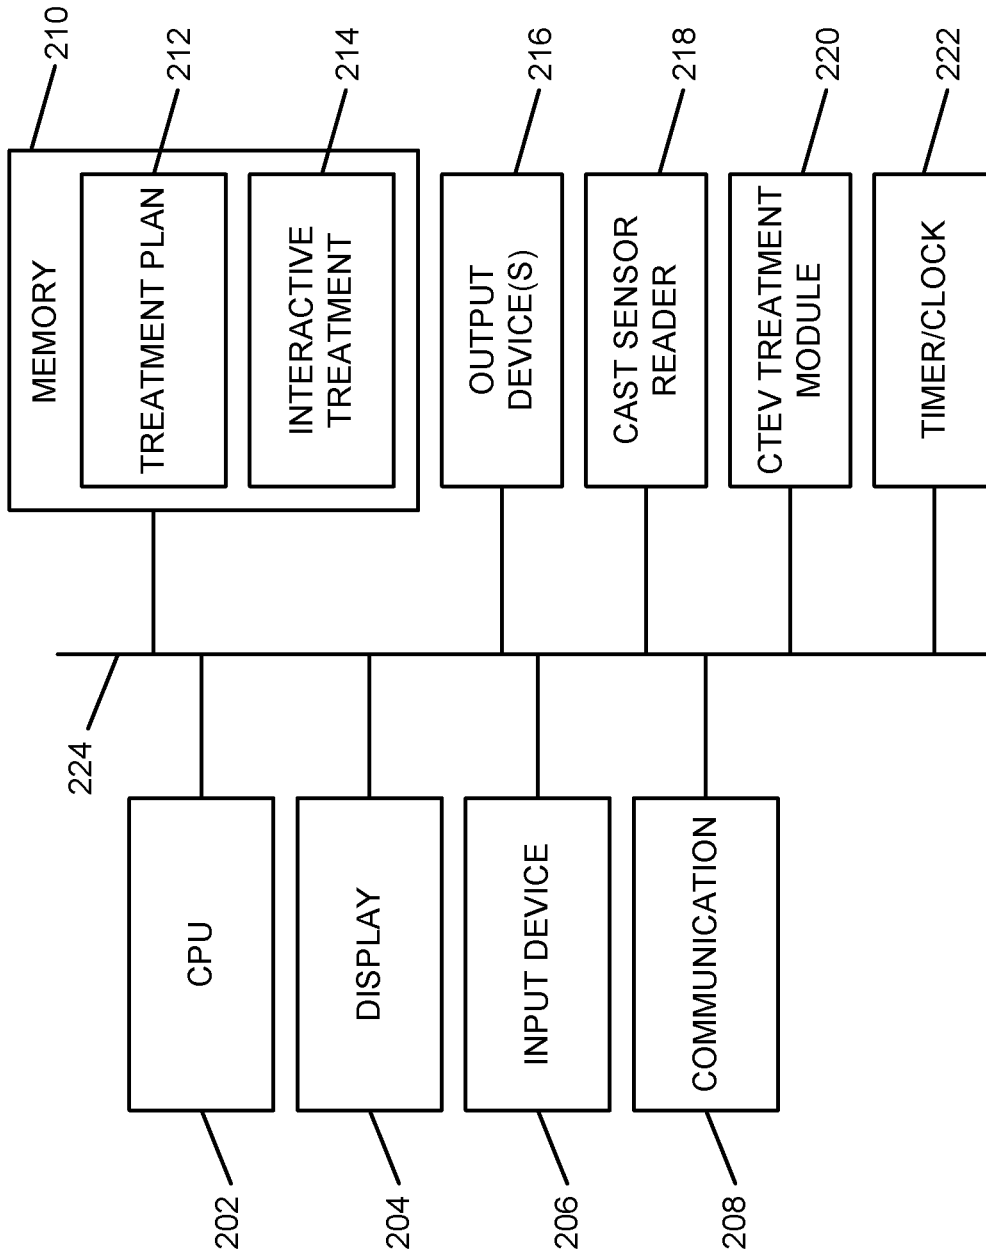 202
CPU
204
DISPLAY
206
INPUT DEVICE
208
COMMUNICATION
224
210
MEMORY
212
TREATMENT PLAN
214
INTERACTIVE
TREATMENT
216
OUTPUT
DEVICE(S)
218
CAST SENSOR
READER
220
CTEV TREATMENT
MODULE
222
TIMER/CLOCK